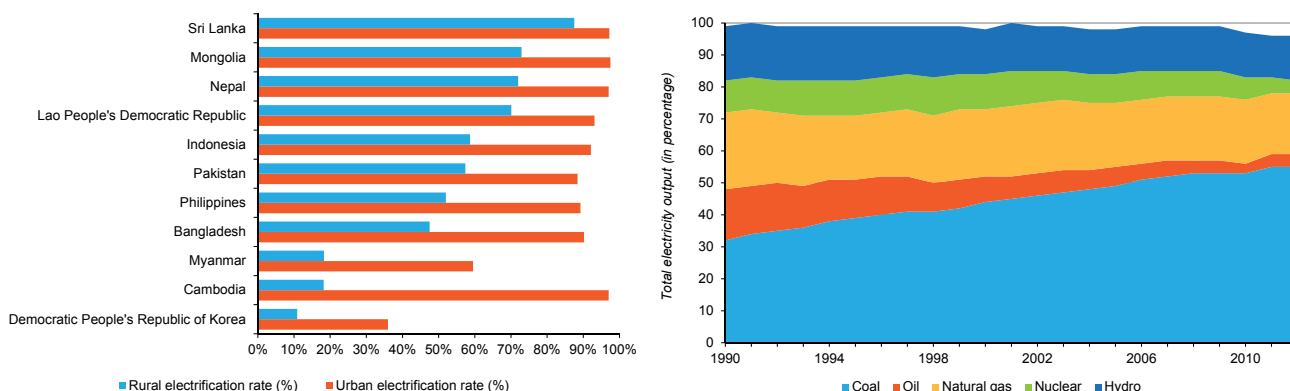 Sri Lanka
Mongolia
Nepal
Lao People's Democratic Republic
Indonesia
Pakistan
Philippines
Bangladesh
Myanmar
Cambodia
Democratic People's Republic of Korea
0% 10% 20% 30% 40% 50% 60% 70% 80% 90% 100%
Rural electrification rate (%) Urban electrification rate (%)
Total electricity output (in percentage)
100
90
80
70
60
50
40
30
20
10
0
1990 1994 1998 2002 2006 2010
Coal Oil Natural gas Nuclear Hydro